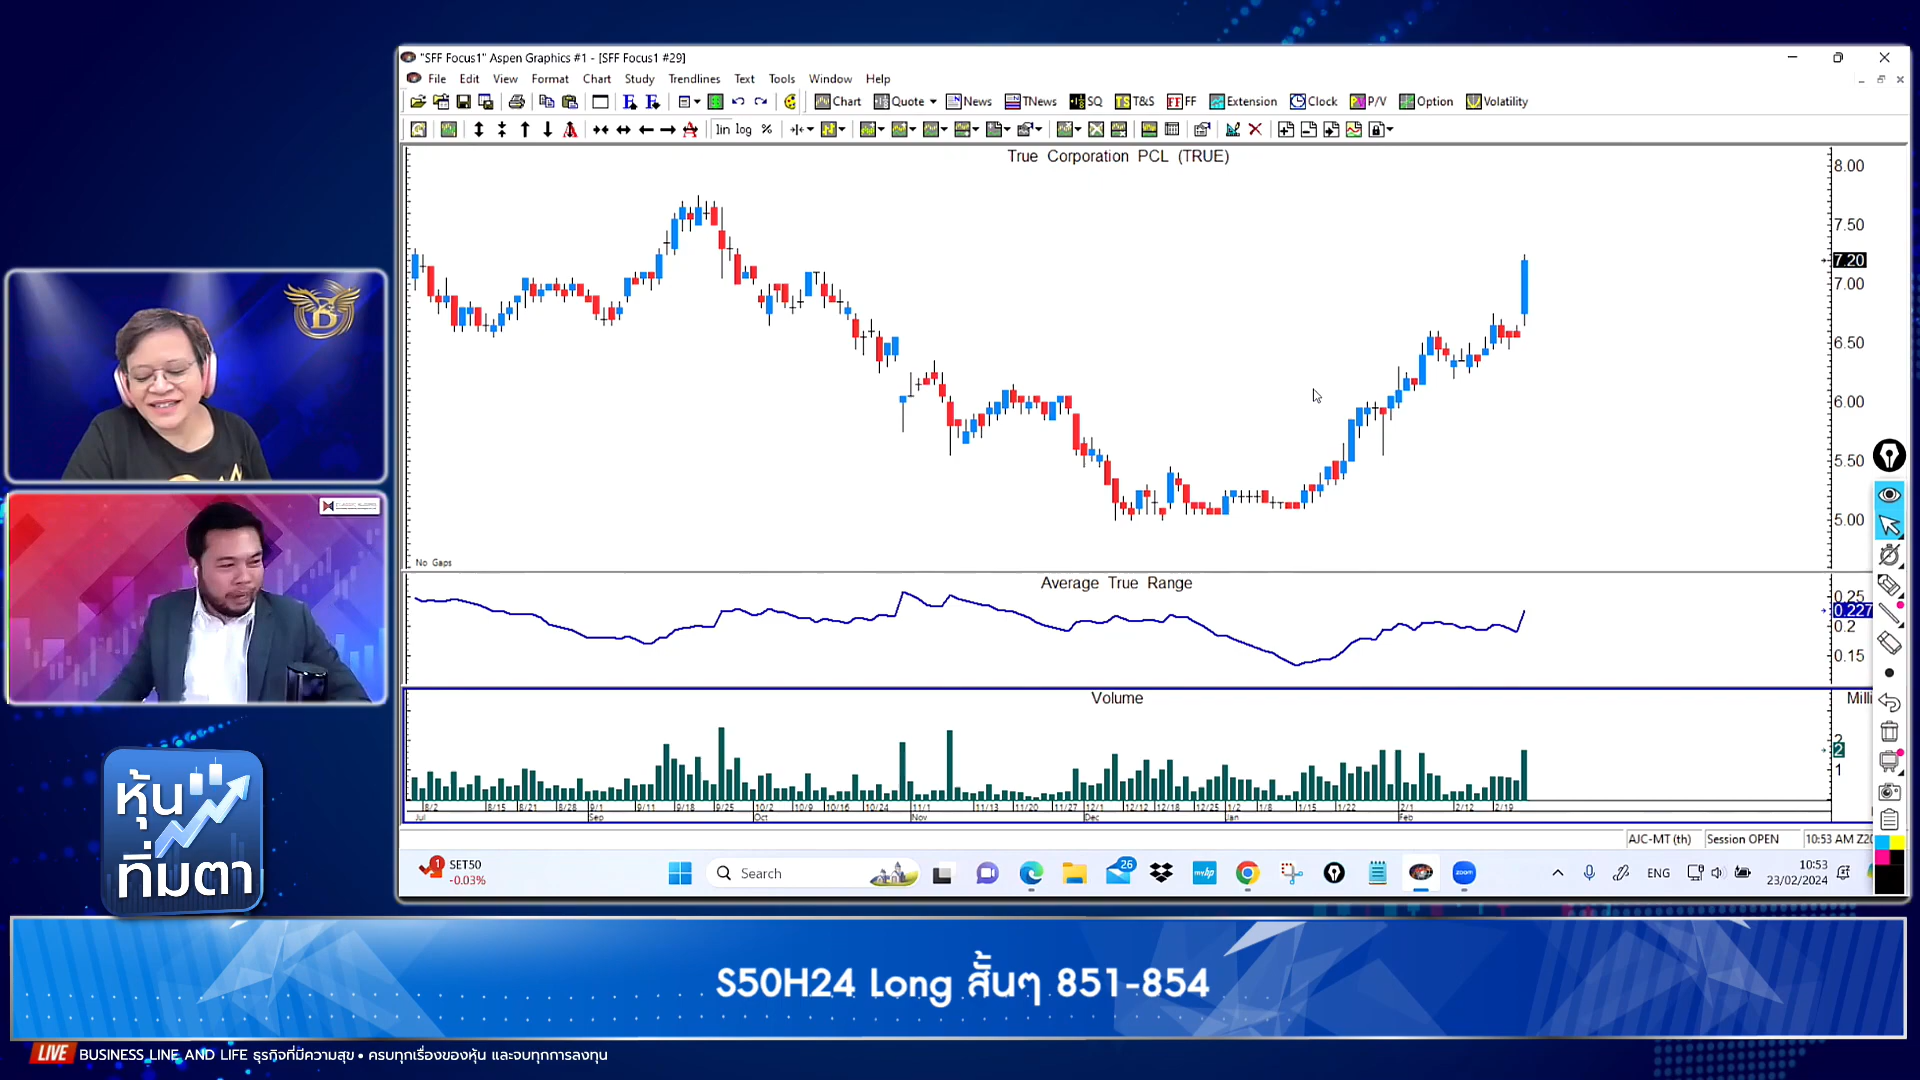 "SFF Focus1" Aspen Graphics #1 - [SFF Focus1 #29]
File Edit View Format Chart Study Trendlines Text Tools Window Help
Chart Quote News TNews SQ T&S FF Extension Clock P/V Option Volatility
lin log %
True Corporation PCL (TRUE)
8.00
7.50
7.20
7.00
6.50
6.00
5.50
5.00
No Gaps
Average True Range
0.25
0.227
0.2
0.15
Volume
Milli
2
2
1
8/2 8/15 8/21 8/28 9/1 9/11 9/18 9/25 10/2 10/9 10/16 10/24 11/1 11/13 11/20 11/27 12/1 12/12 12/18 12/25 1/2 1/8 1/15 1/22 2/1 2/12 2/19
Jul Sep Oct Nov Dec Jan Feb
AJC-MT (th) Session OPEN 10:53 AM Z20
1
SET50
-0.03%
Search
26
myhp
zoom
ENG
10:53
23/02/2024
หุ้น
ทิ่มตา
S50H24 Long สั้นๆ 851-854
LIVE BUSINESS LINE AND LIFE ธุรกิจที่มีความสุข • ครบทุกเรื่องของหุ้น และจบทุกการลงทุน